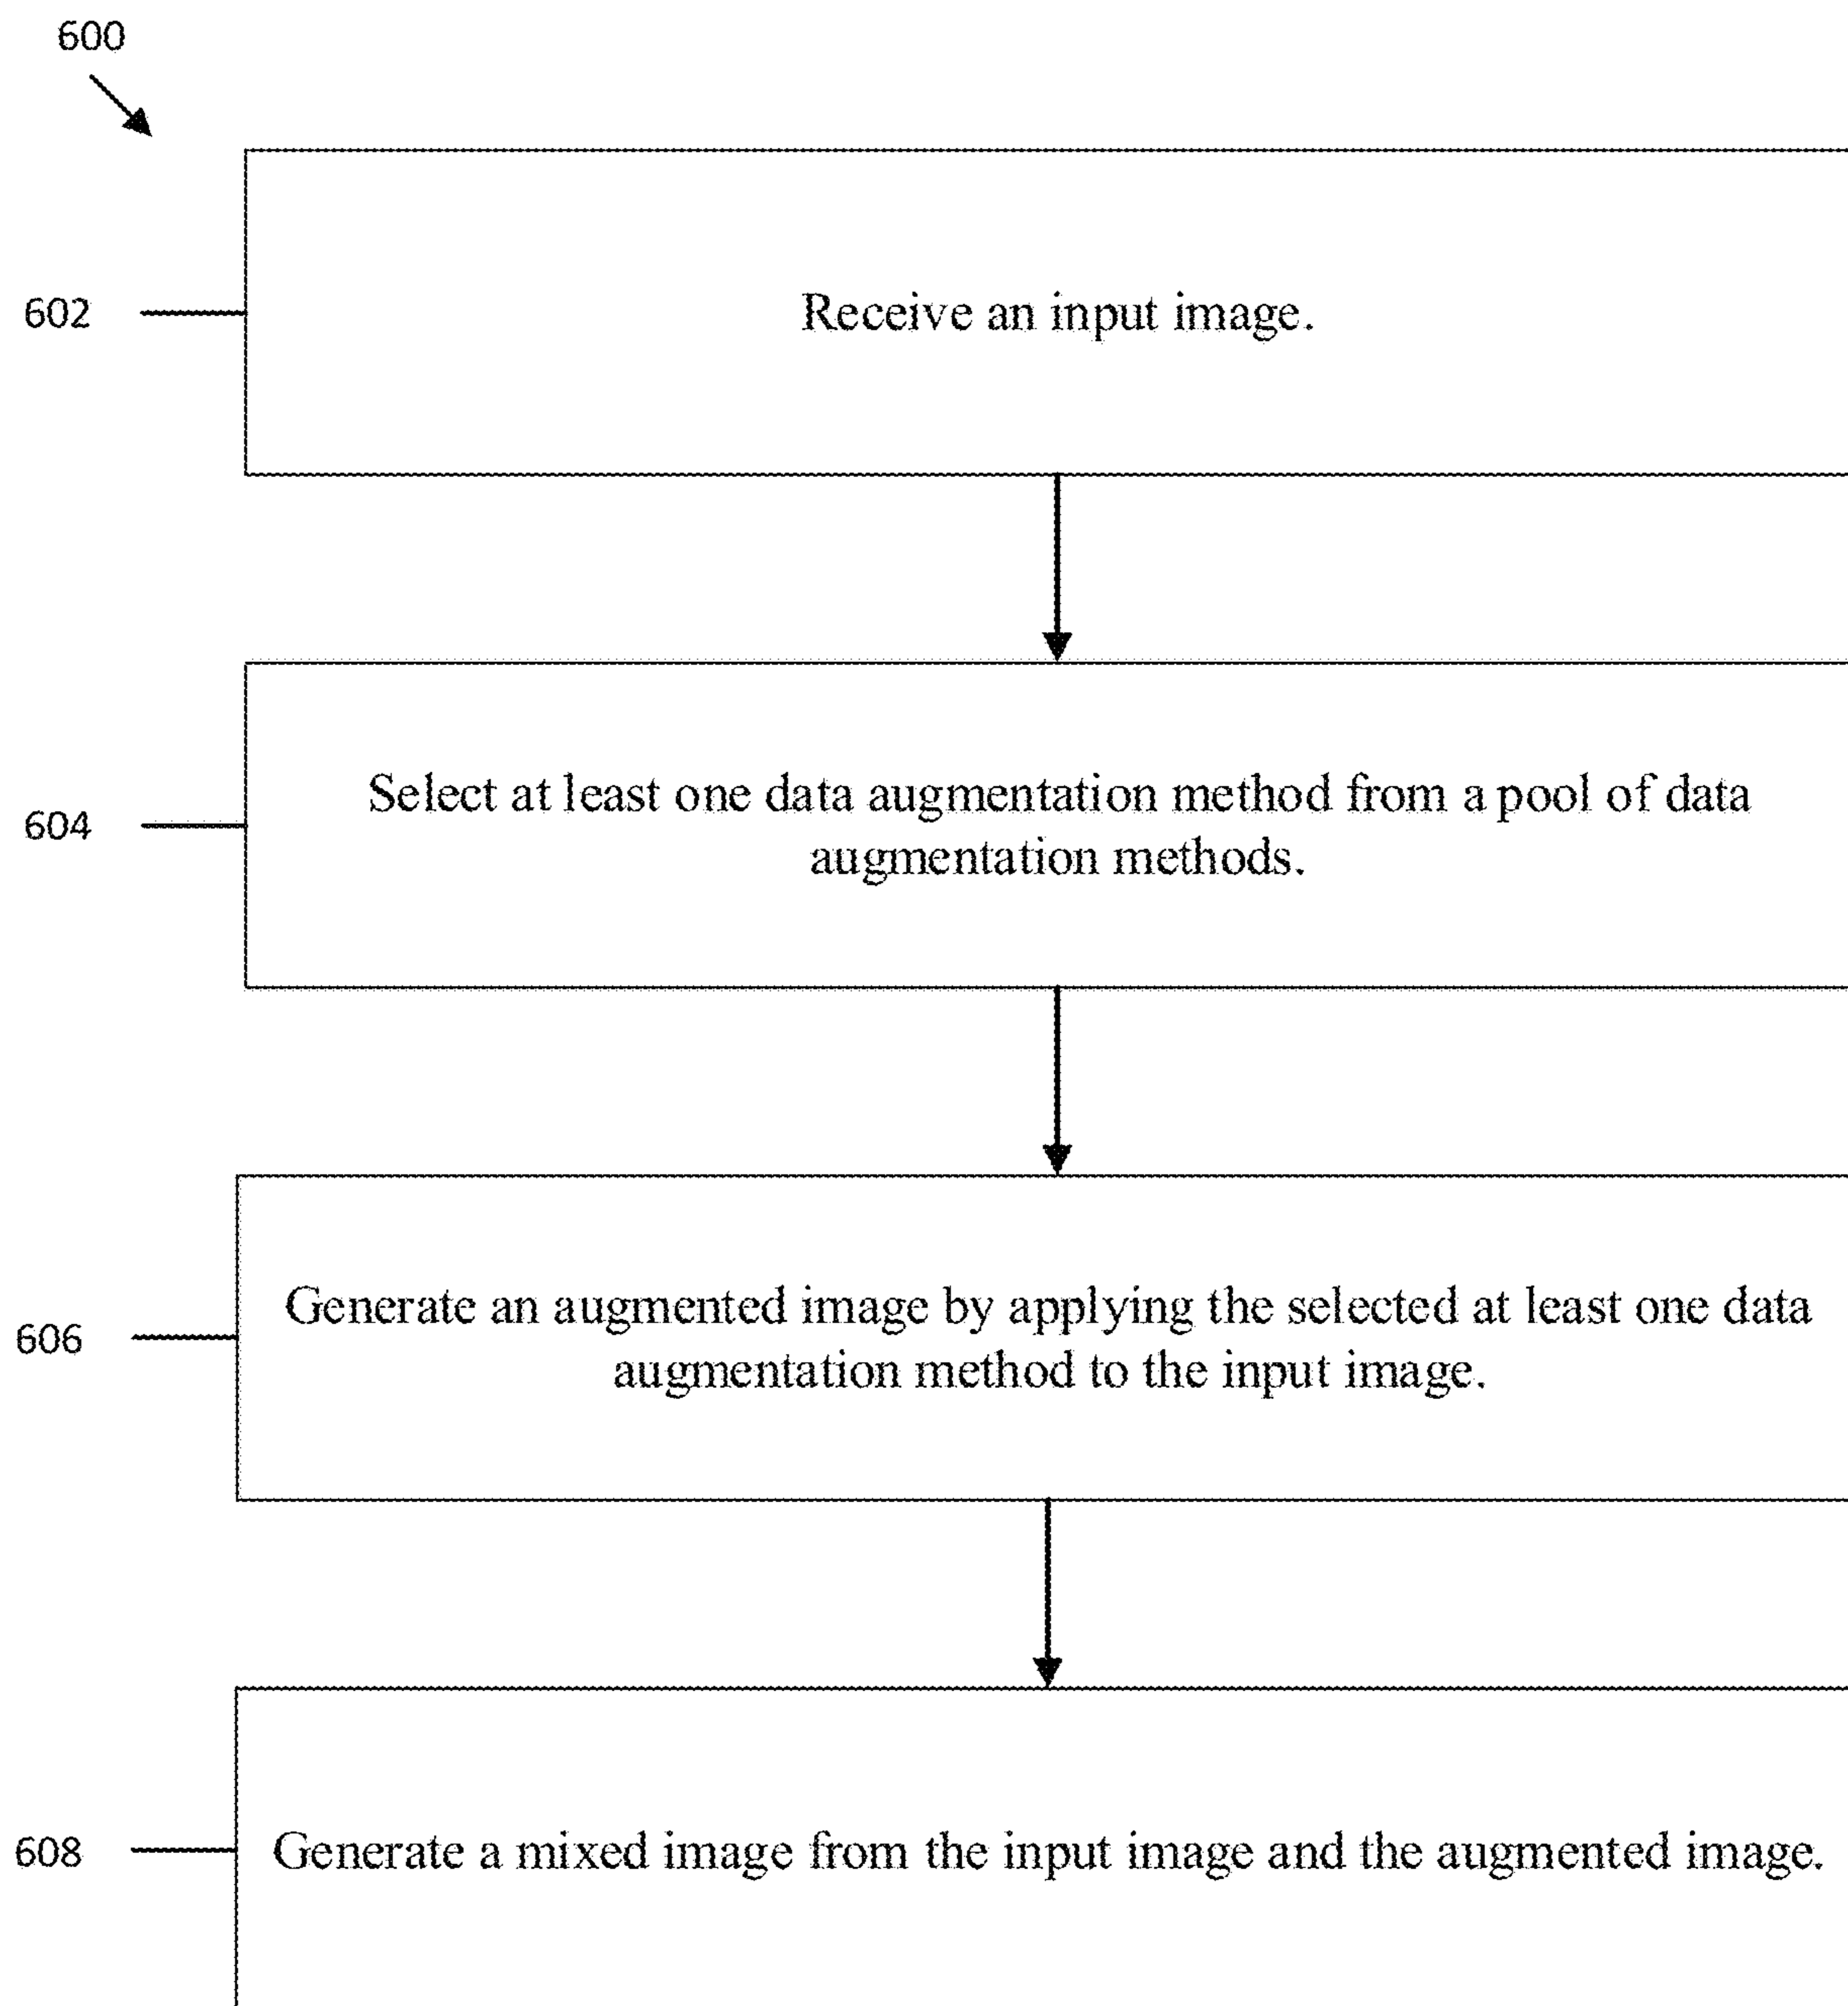 600
602
Receive an input image.
604
Select at least one data augmentation method from a pool of data
augmentation methods.
606
Generate an augmented image by applying the selected at least one data
augmentation method to the input image.
608
Generate a mixed image from the input image and the augmented image.